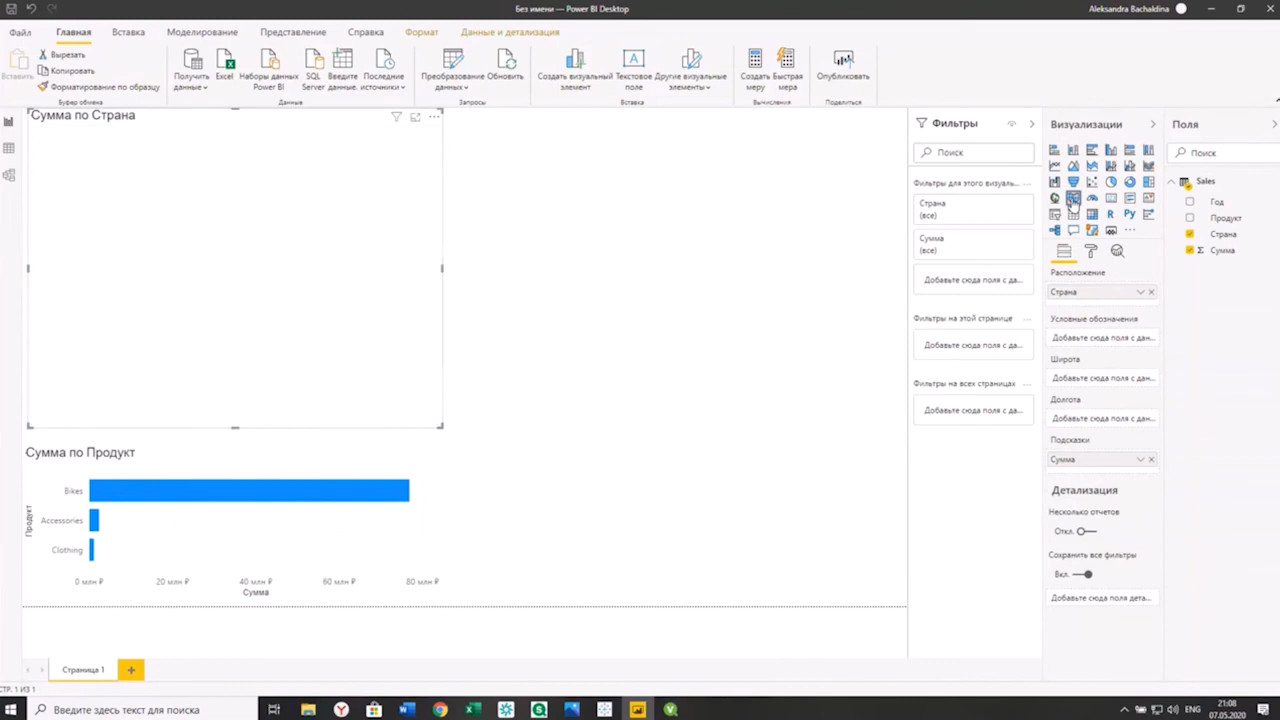 Без имени — Power BI Desktop
Aleksandra Bachaldina
Файл Главная Вставка Моделирование Представление Справка Формат Данные и детализация
Вставить
Вырезать
Копировать
Форматирование по образцу
Буфер обмена
Получить данные
Excel
Наборы данных Power BI
SQL Server
Введите данные
Последние источники
Данные
Преобразование данных
Обновить
Запросы
Создать визуальный элемент
Текстовое поле
Другие визуальные элементы
Вставка
Создать меру
Быстрая мера
Вычисления
Опубликовать
Поделиться
Сумма по Страна
Сумма по Продукт
Продукт
Bikes
Accessories
Clothing
0 млн ₽ 20 млн ₽ 40 млн ₽ 60 млн ₽ 80 млн ₽
Сумма
Фильтры
Поиск
Фильтры для этого визуаль...
Страна
(все)
Сумма
(все)
Добавьте сюда поля с да...
Фильтры на этой странице
Добавьте сюда поля с да...
Фильтры на всех страницах
Добавьте сюда поля с да...
Визуализации
R
Py
Расположение
Страна
Условные обозначения
Добавьте сюда поля с дан...
Широта
Добавьте сюда поля с дан...
Долгота
Добавьте сюда поля с дан...
Подсказки
Сумма
Детализация
Несколько отчетов
Откл.
Сохранить все фильтры
Вкл.
Добавьте сюда поля дета...
Поля
Поиск
Sales
Год
Продукт
Страна
Σ Сумма
Страница 1
СТР. 1 ИЗ 1
Введите здесь текст для поиска
ENG
21:08
07.05.2020